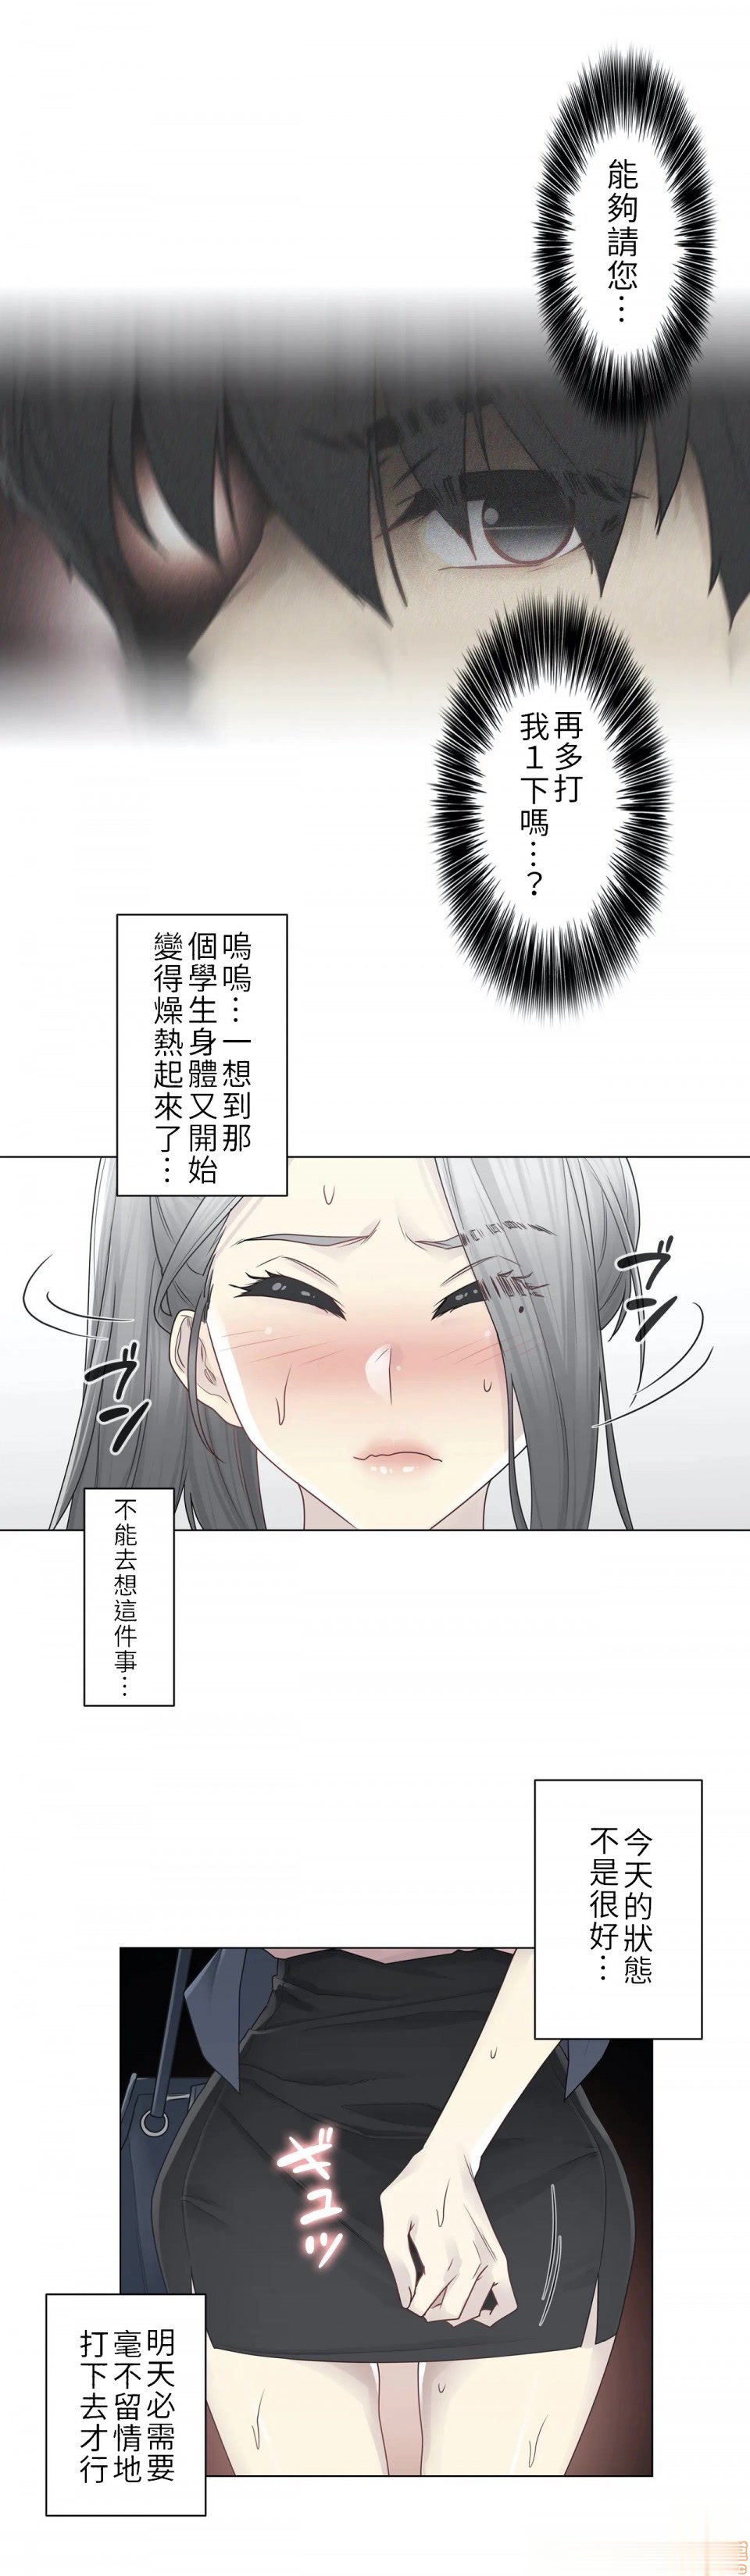 能夠請您…
再多打
我1下嗎…?
嗚嗚…一想到那
個學生身體又開始
變得燥熱起來了…
ブン
ブン
不能去想這件事…
今天的狀態
不是很好…
ギュッ
明天必需要
毫不留情地
打下去才行